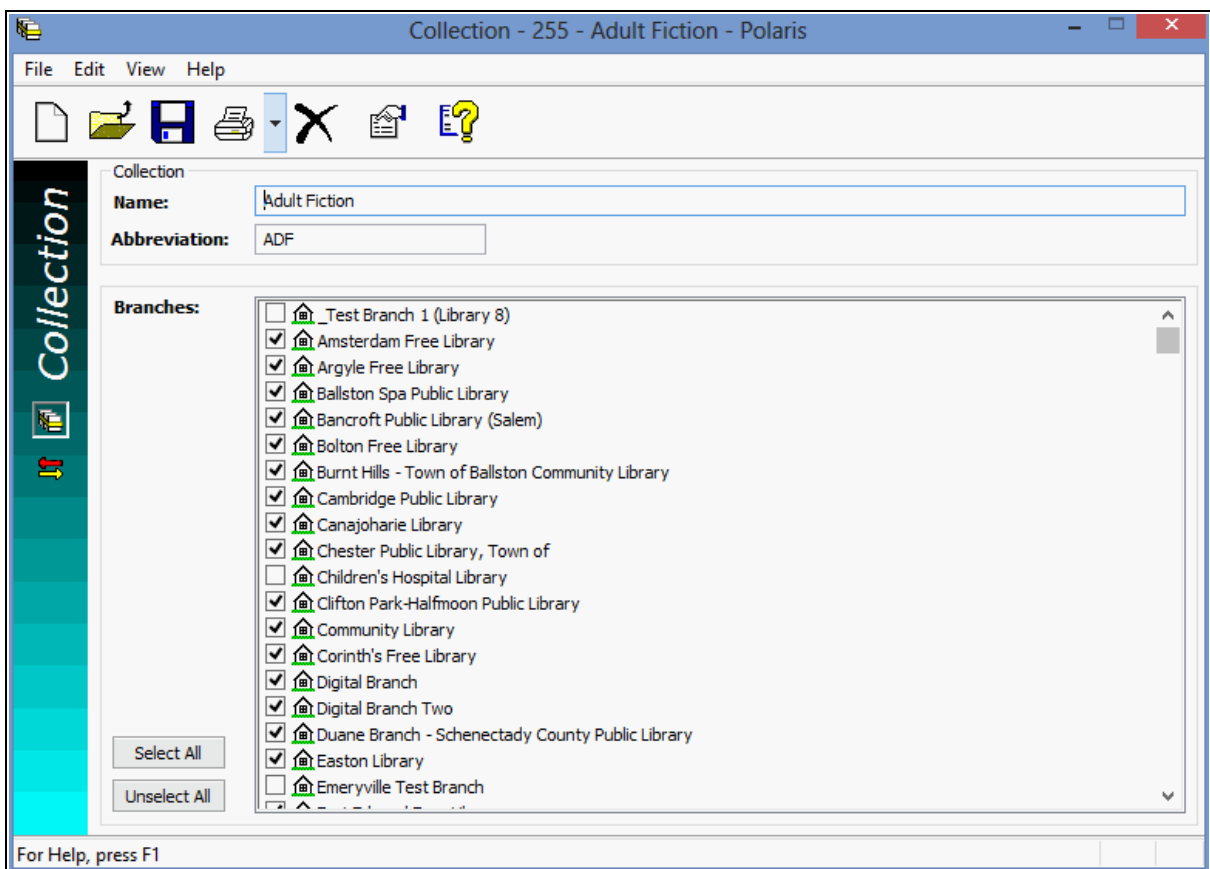 Collection - 255 - Adult Fiction - Polaris
File Edit View Help
Collection
Collection
Name: Adult Fiction
Abbreviation: ADF
Branches:
_Test Branch 1 (Library 8)
Amsterdam Free Library
Argyle Free Library
Ballston Spa Public Library
Bancroft Public Library (Salem)
Bolton Free Library
Burnt Hills - Town of Ballston Community Library
Cambridge Public Library
Canajoharie Library
Chester Public Library, Town of
Children's Hospital Library
Clifton Park-Halfmoon Public Library
Community Library
Corinth's Free Library
Digital Branch
Digital Branch Two
Duane Branch - Schenectady County Public Library
Easton Library
Emeryville Test Branch
Select All
Unselect All
For Help, press F1